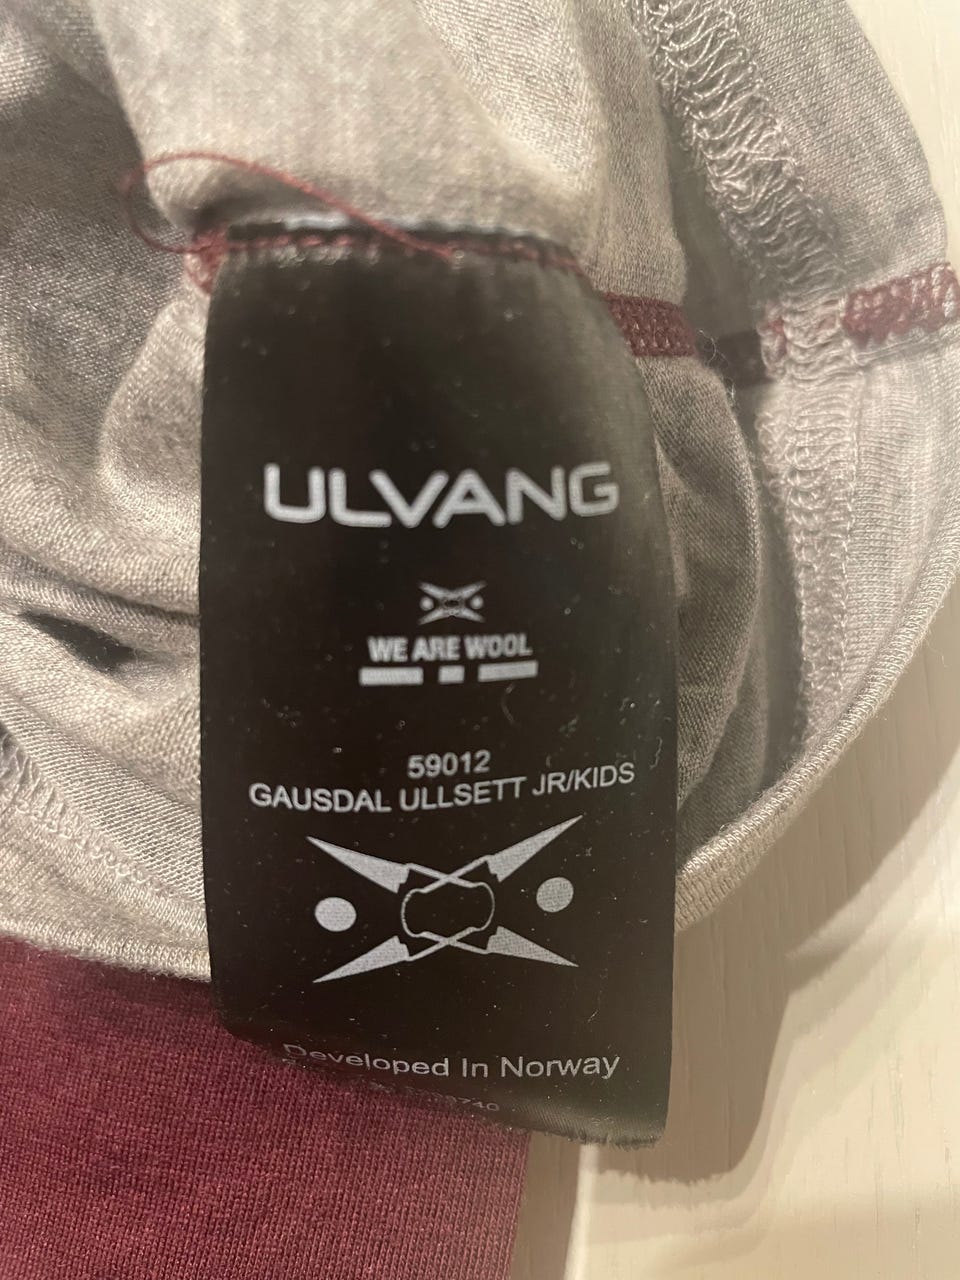 ULVANG
WE ARE WOOL
59012
GAUSDAL ULLSETT JR/KIDS
Developed In Norway